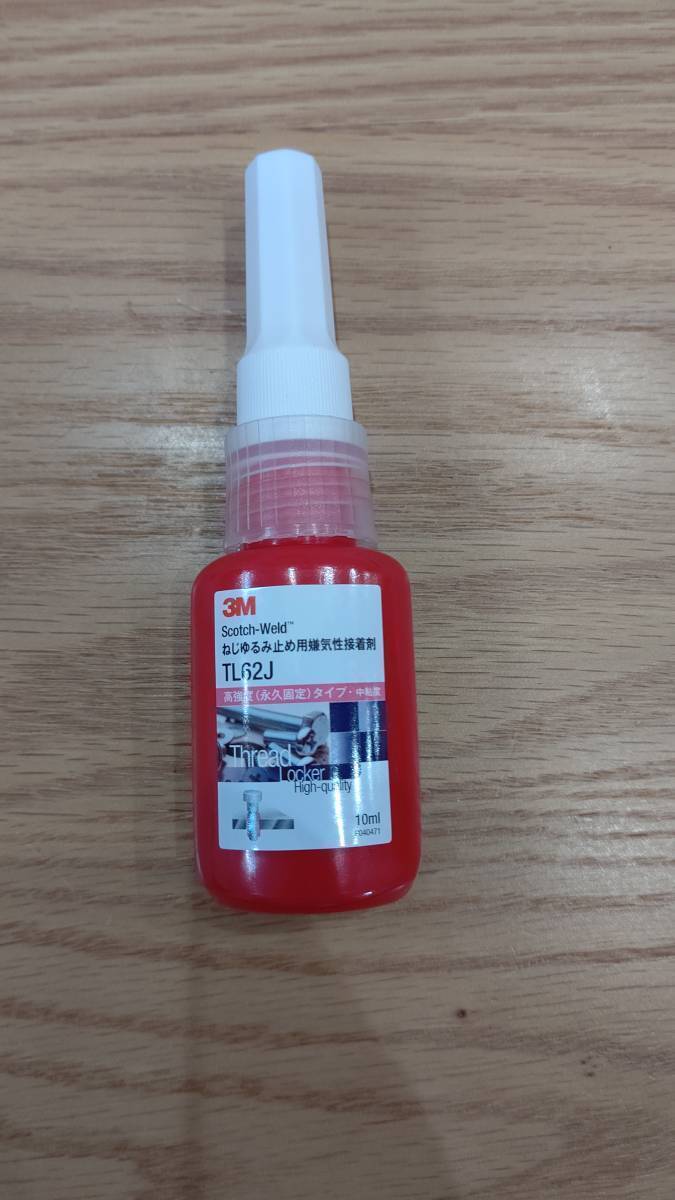 3M
Scotch-Weld™
ねじゆるみ止め用嫌気性接着剤
TL62J
高強度(永久固定)タイプ・中粘度
Thread
Locker
High-quality
10ml
E040471